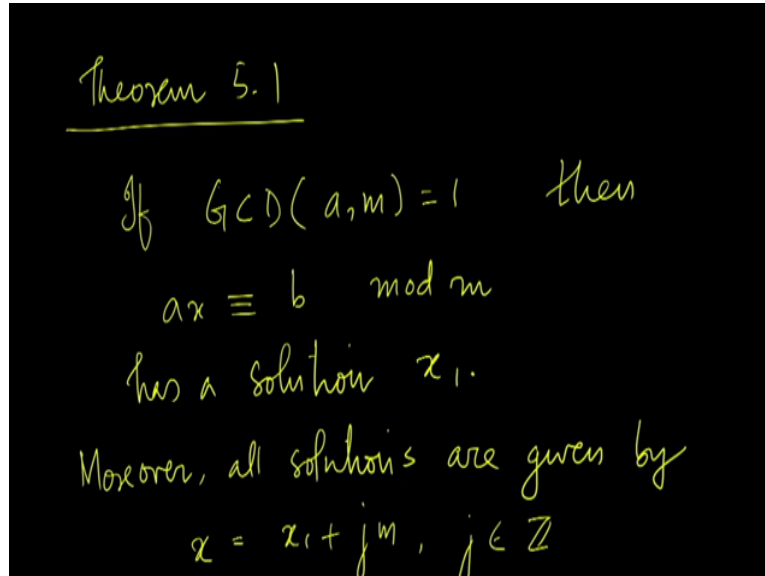 Theorem 5.1
If GCD(a,m)=1 then
ax ≡ b mod m
has a solution x₁.
Moreover, all solutions are given by
x = x₁ + jm, j ∈ ℤ